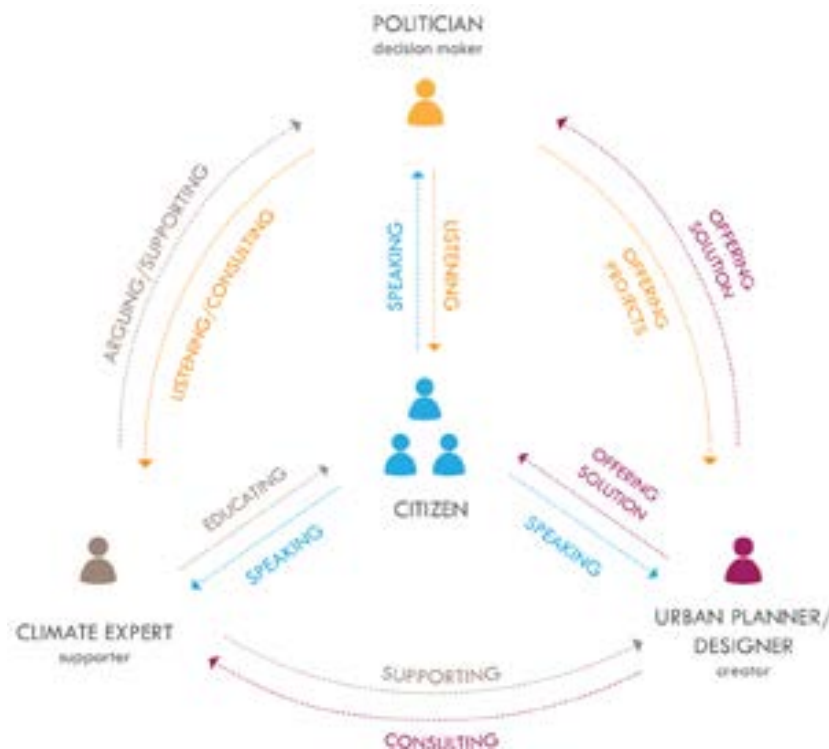 POLITICIAN
decision maker
ARGUING/SUPPORTING
LISTENING/CONSULTING
SPEAKING
LISTENING
OFFERING
PROJECTS
OFFERING
SOLUTION
EDUCATING
SPEAKING
CITIZEN
OFFERING
SOLUTION
SPEAKING
CLIMATE EXPERT
supporter
URBAN PLANNER/
DESIGNER
creator
SUPPORTING
CONSULTING